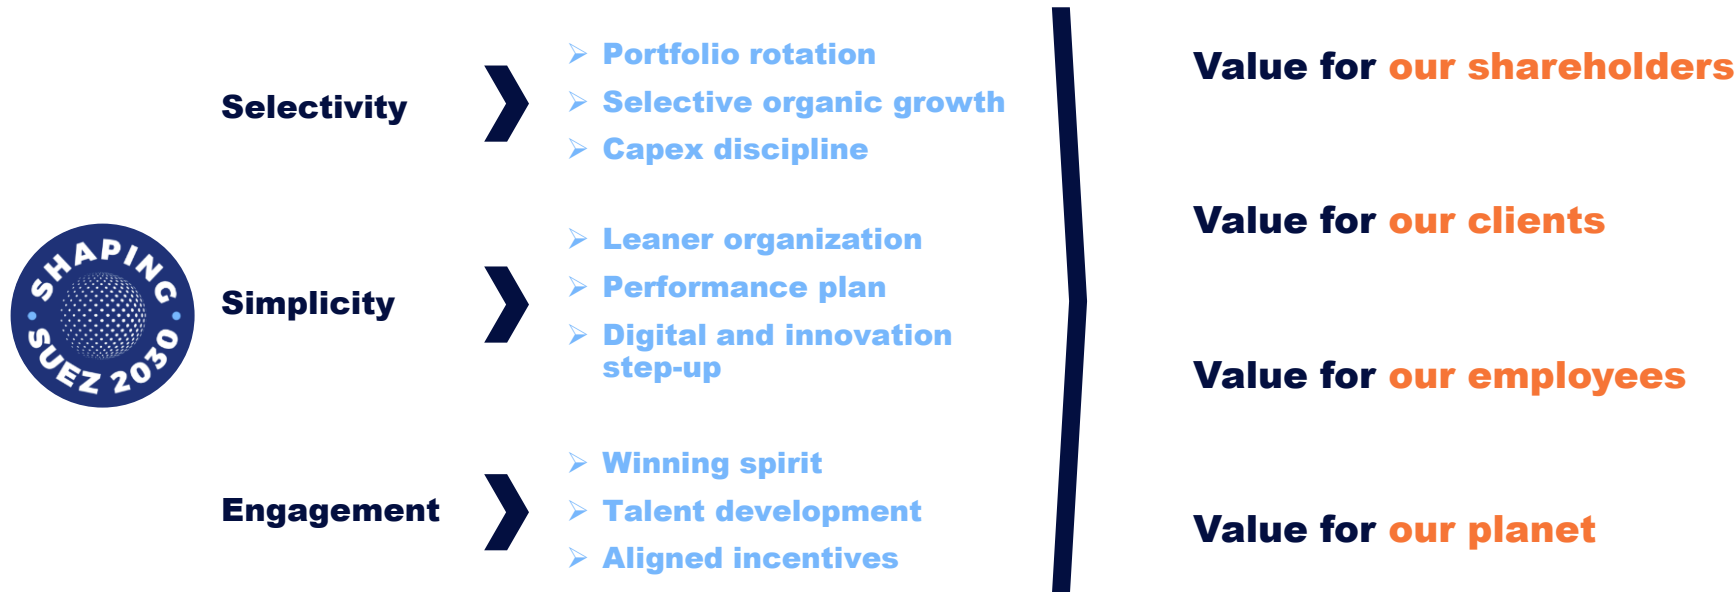 SHAPING
SUEZ 2030
Selectivity
Portfolio rotation
Selective organic growth
Capex discipline
Simplicity
Leaner organization
Performance plan
Digital and innovation
step-up
Engagement
Winning spirit
Talent development
Aligned incentives
Value for our shareholders
Value for our clients
Value for our employees
Value for our planet